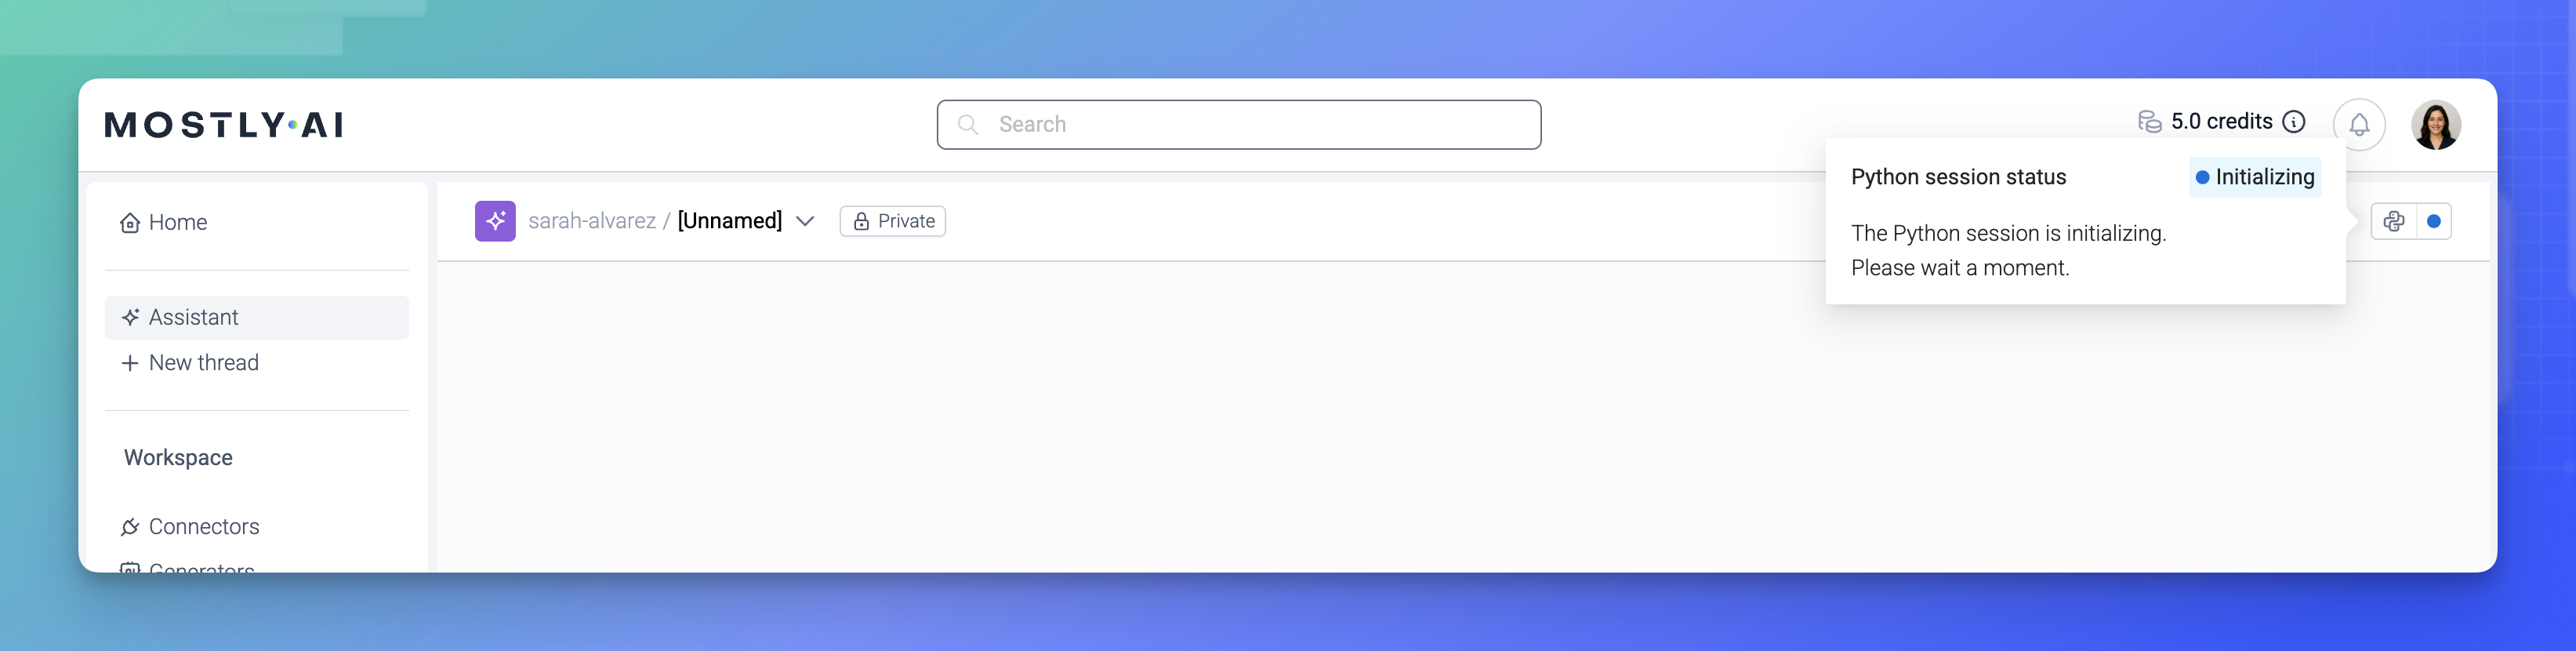 MOSTLY·AI
Search
5.0 credits
Python session status
Initializing
The Python session is initializing.
Please wait a moment.
Home
sarah-alvarez / [Unnamed]
Private
Assistant
New thread
Workspace
Connectors
Generators